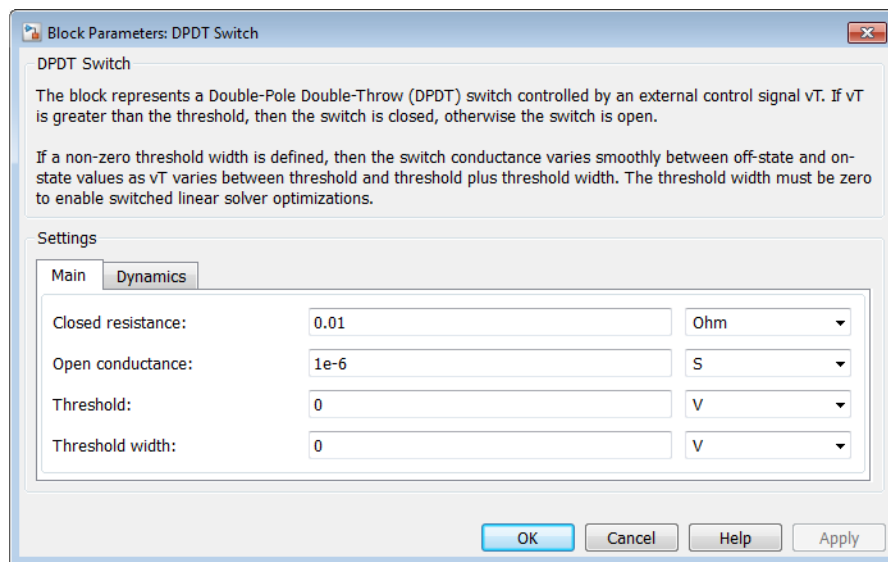 Block Parameters: DPDT Switch
DPDT Switch
The block represents a Double-Pole Double-Throw (DPDT) switch controlled by an external control signal vT. If vT
is greater than the threshold, then the switch is closed, otherwise the switch is open.
If a non-zero threshold width is defined, then the switch conductance varies smoothly between off-state and on-
state values as vT varies between threshold and threshold plus threshold width. The threshold width must be zero
to enable switched linear solver optimizations.
Settings
Main Dynamics
Closed resistance: 0.01 Ohm
Open conductance: 1e-6 S
Threshold: 0 V
Threshold width: 0 V
OK Cancel Help Apply